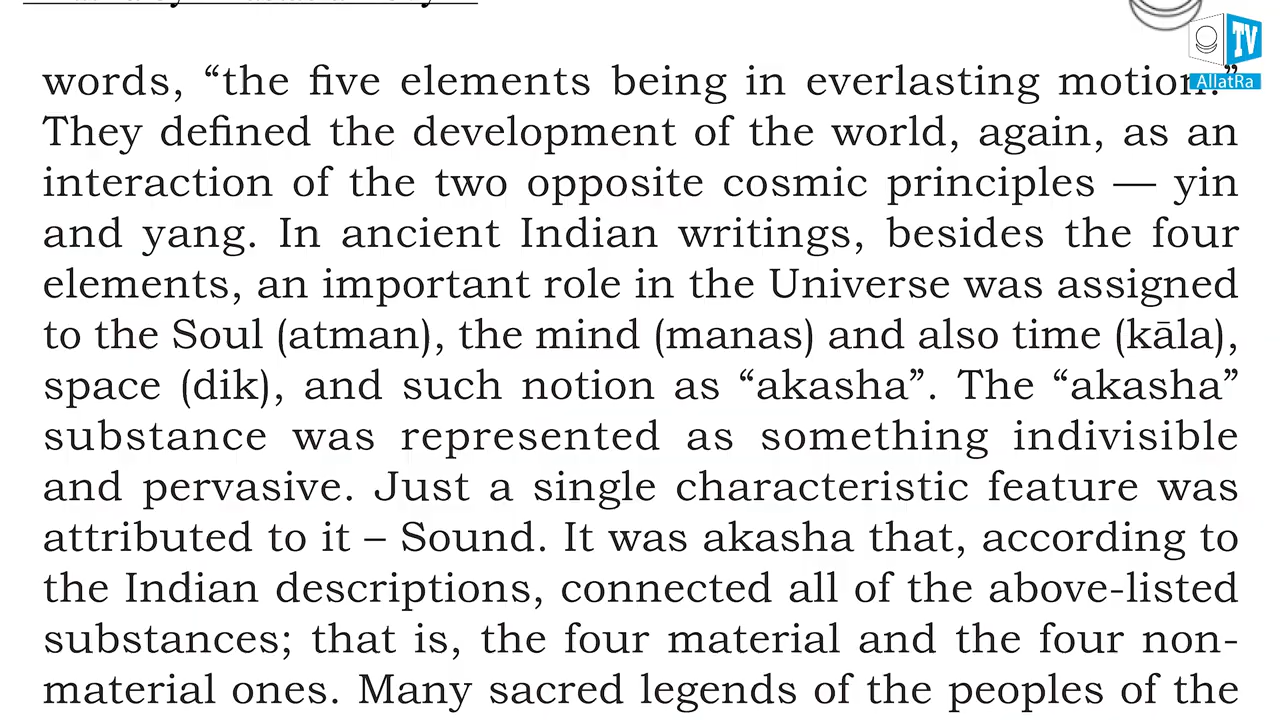 TV
AllatRa
words, “the five elements being in everlasting motion.”
They defined the development of the world, again, as an
interaction of the two opposite cosmic principles — yin
and yang. In ancient Indian writings, besides the four
elements, an important role in the Universe was assigned
to the Soul (atman), the mind (manas) and also time (kāla),
space (dik), and such notion as “akasha”. The “akasha”
substance was represented as something indivisible
and pervasive. Just a single characteristic feature was
attributed to it – Sound. It was akasha that, according to
the Indian descriptions, connected all of the above-listed
substances; that is, the four material and the four non-
material ones. Many sacred legends of the peoples of the